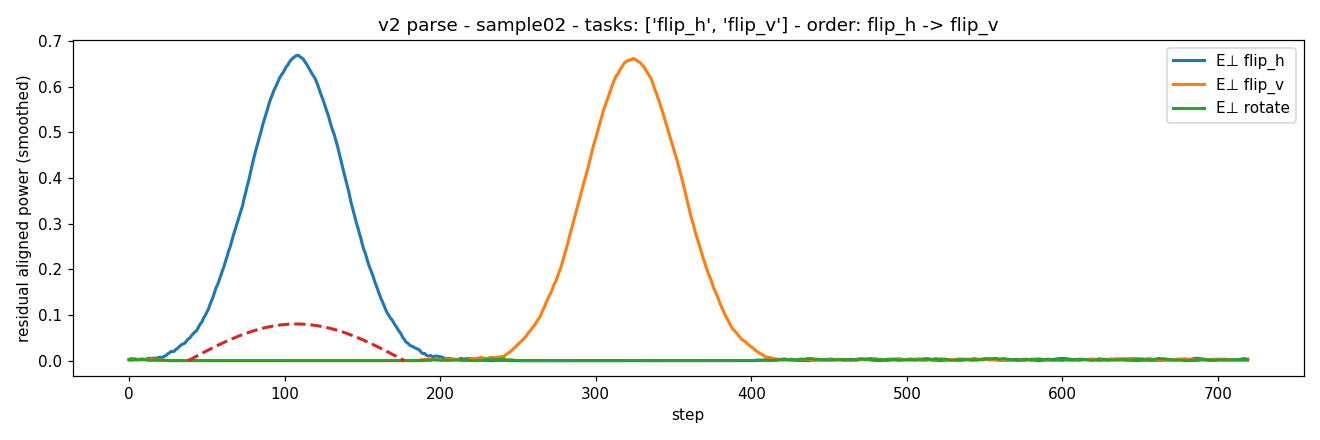 v2 parse - sample02 - tasks: ['flip_h', 'flip_v'] - order: flip_h -> flip_v
residual aligned power (smoothed)
0.7
0.6
0.5
0.4
0.3
0.2
0.1
0.0
E⊥ flip_h
E⊥ flip_v
E⊥ rotate
0 100 200 300 400 500 600 700
step